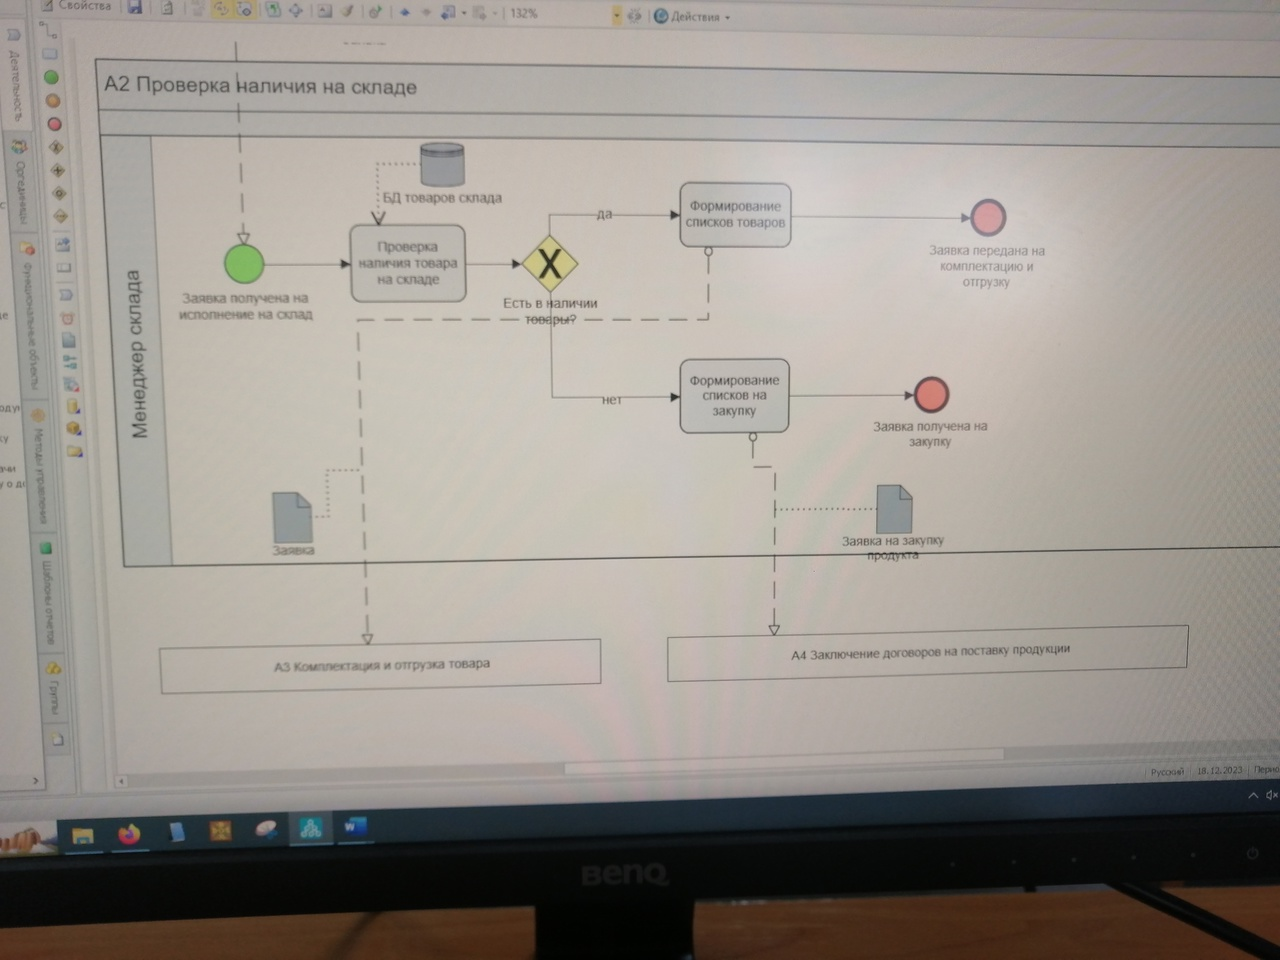 Свойства
132%
Действия
Деятельность
Оргединицы
Функциональные объекты
Методы управления
Шаблоны отчетов
Группы
А2 Проверка наличия на складе
Менеджер склада
БД товаров склада
Заявка получена на
исполнение на склад
Проверка
наличия товара
на складе
Есть в наличии
товары?
да
нет
Формирование
списков товаров
Заявка передана на
комплектацию и
отгрузку
Формирование
списков на
закупку
Заявка получена на
закупку
Заявка
Заявка на закупку
продукта
А3 Комплектация и отгрузка товара
А4 Заключение договоров на поставку продукции
Русский
18.12.2023
BenQ